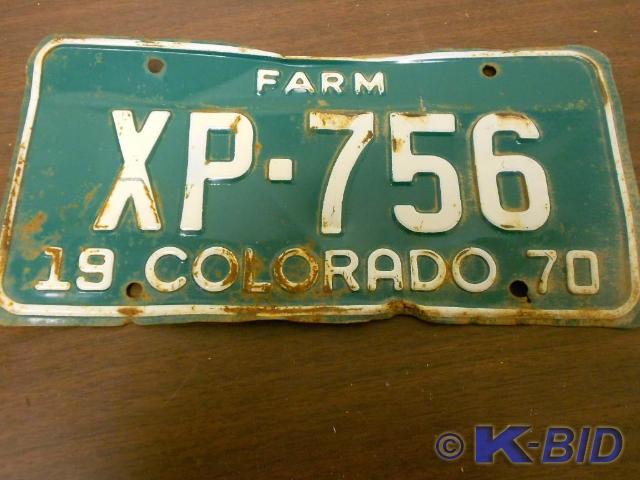 FARM
XP·756
19 COLORADO 70
© K-BID